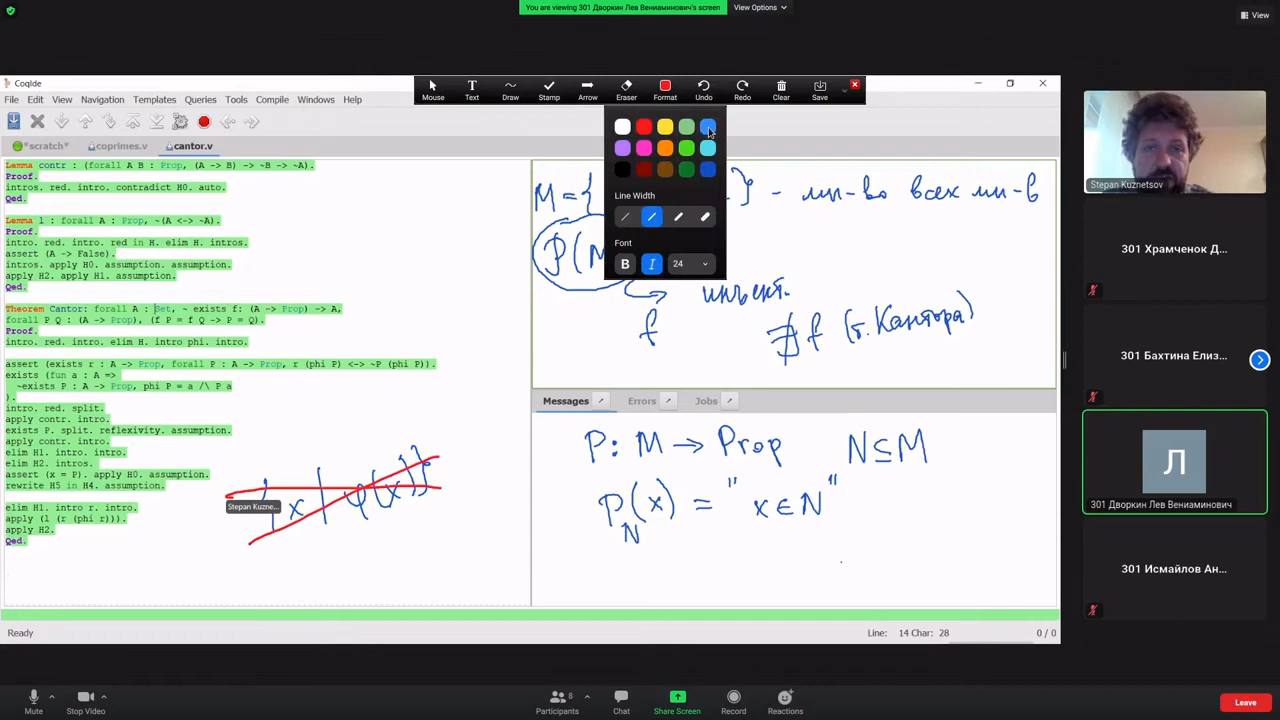 You are viewing 301 Дворкин Лев Вениаминович's screen
View Options
View
CoqIde
File Edit View Navigation Templates Queries Tools Compile Windows Help
Mouse Text Draw Stamp Arrow Eraser Format Undo Redo Clear Save
*scratch* coprimes.v cantor.v
Line Width
Font
B I 24
Lemma contr : (forall A B : Prop, (A -> B) -> ~B -> ~A).
Proof.
intros. red. intro. contradict H0. auto.
Qed.
Lemma l : forall A : Prop, ~(A <-> ~A).
Proof.
intro. red. intro. red in H. elim H. intros.
assert (A -> False).
intros. apply H0. assumption. assumption.
apply H2. apply H1. assumption.
Qed.
Theorem Cantor: forall A : Set, ~ exists f: (A -> Prop) -> A,
forall P Q : (A -> Prop), (f P = f Q -> P = Q).
Proof.
intro. red. intro. elim H. intro phi. intro.
assert (exists r : A -> Prop, forall P : A -> Prop, r (phi P) <-> ~P (phi P)).
exists (fun a : A =>
~exists P : A -> Prop, phi P = a /\ P a
).
intro. red. split.
apply contr. intro.
exists P. split. reflexivity. assumption.
apply contr. intro.
elim H1. intro. intro.
elim H2. intros.
assert (x = P). apply H0. assumption.
rewrite H5 in H4. assumption.
elim H1. intro r. intro.
apply (l (r (phi r))).
apply H2.
Qed.
{x | φ(x)}
Stepan Kuzne...
M = { } - мн-во всех мн-в
P(M
инъект.
f ∄ f (т. Кантора)
Messages Errors Jobs
P: M → Prop N ⊆ M
P_N(x) = "x ∈ N"
Ready Line: 14 Char: 28 0 / 0
Stepan Kuznetsov
301 Храмченок Д...
301 Бахтина Елиз...
Л
301 Дворкин Лев Вениаминович
301 Исмаилов Ан...
Mute Stop Video Participants 8 Chat Share Screen Record Reactions Leave